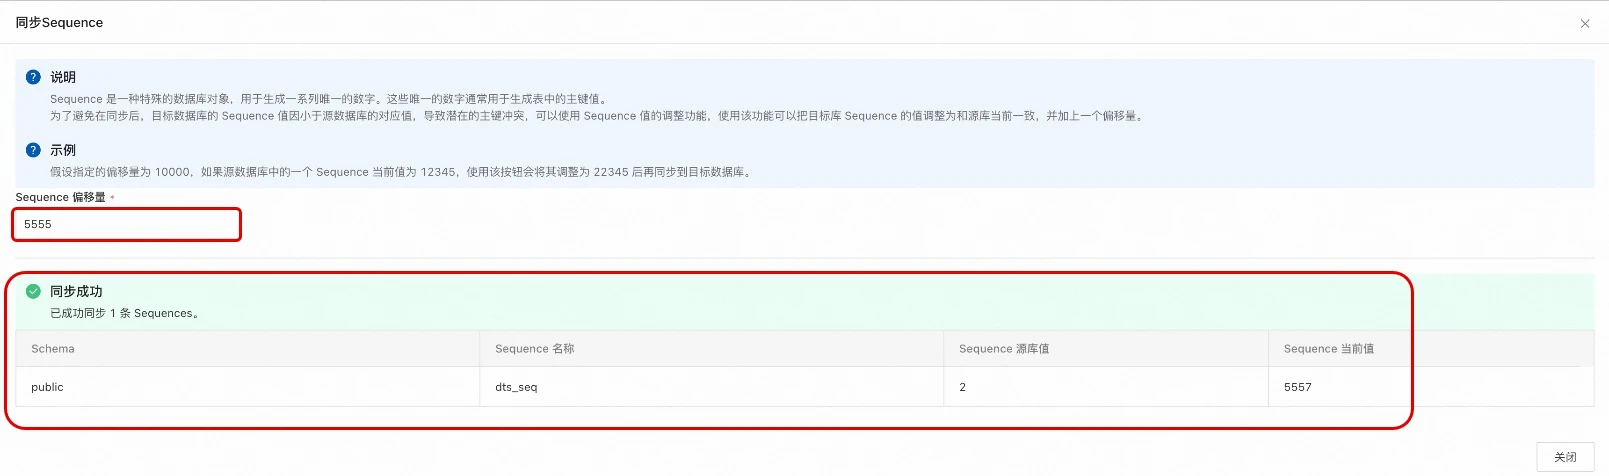 同步Sequence
说明
Sequence 是一种特殊的数据库对象，用于生成一系列唯一的数字。这些唯一的数字通常用于生成表中的主键值。
为了避免在同步后，目标数据库的 Sequence 值因小于源数据库的对应值，导致潜在的主键冲突，可以使用 Sequence 值的调整功能，使用该功能可以把目标库 Sequence 的值调整为和源库当前一致，并加上一个偏移量。
示例
假设指定的偏移量为 10000，如果源数据库中的一个 Sequence 当前值为 12345，使用该按钮会将其调整为 22345 后再同步到目标数据库。
Sequence 偏移量 *
5555
同步成功
已成功同步 1 条 Sequences。
Schema Sequence 名称 Sequence 源库值 Sequence 当前值
public dts_seq 2 5557
关闭